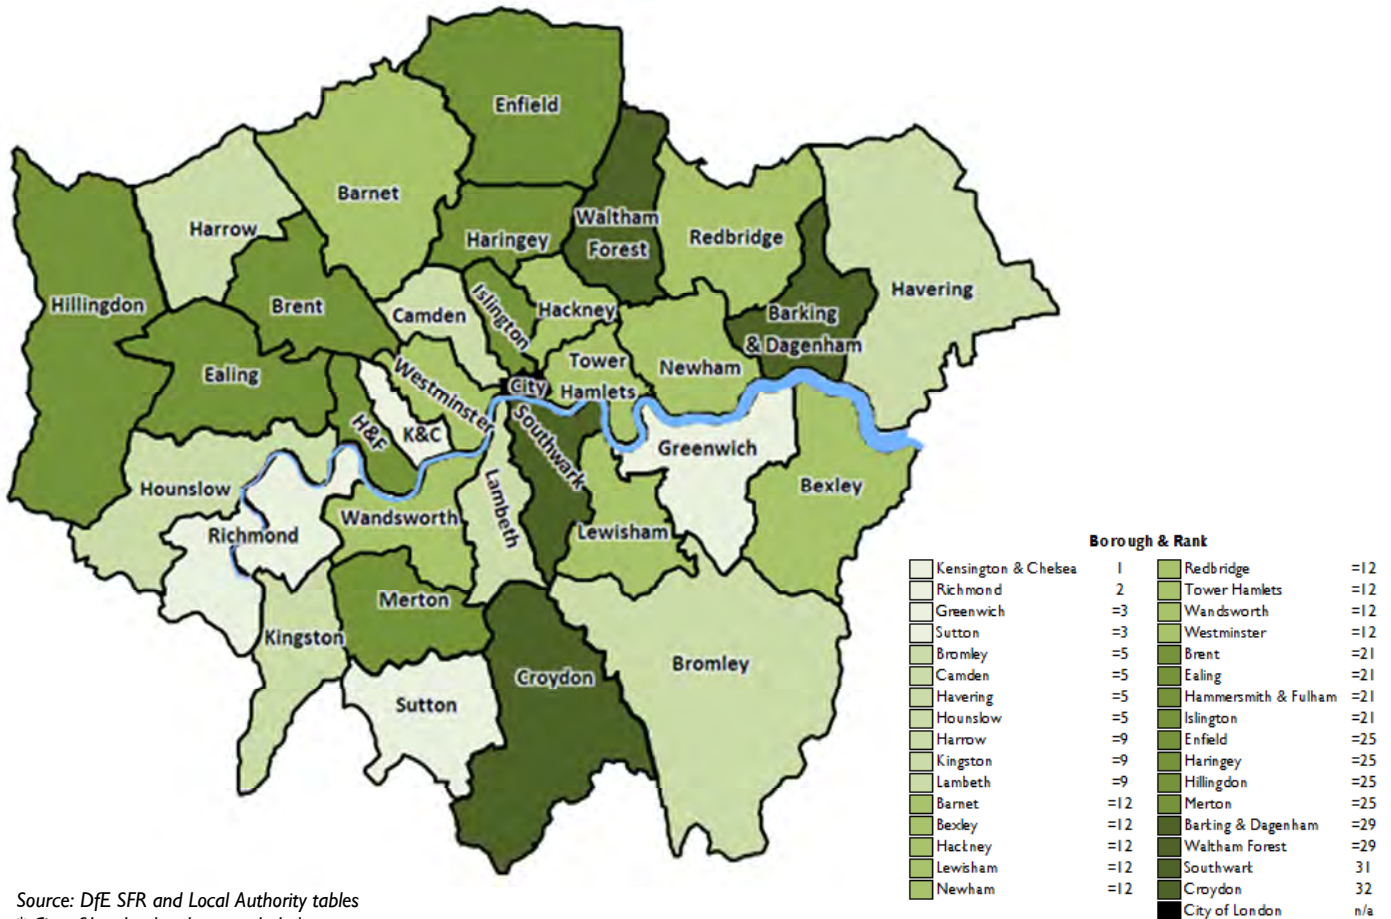 Enfield
Barnet
Waltham
Forest
Harrow
Haringey
Redbridge
Havering
Hillingdon
Brent
Camden
Islington
Hackney
Barking
& Dagenham
Ealing
Westminster
Tower
Hamlets
Newham
City
H&F
K&C
Southwark
Greenwich
Hounslow
Bexley
Richmond
Wandsworth
Lambeth
Lewisham
Merton
Kingston
Bromley
Croydon
Sutton
Borough & Rank
Kensington & Chelsea 1
Richmond 2
Greenwich =3
Sutton =3
Bromley =5
Camden =5
Havering =5
Hounslow =5
Harrow =9
Kingston =9
Lambeth =9
Barnet =12
Bexley =12
Hackney =12
Lewisham =12
Newham =12
Redbridge =12
Tower Hamlets =12
Wandsworth =12
Westminster =12
Brent =21
Ealing =21
Hammersmith & Fulham =21
Islington =21
Enfield =25
Haringey =25
Hillingdon =25
Merton =25
Barking & Dagenham =29
Waltham Forest =29
Southwark 31
Croydon 32
City of London n/a
Source: DfE SFR and Local Authority tables